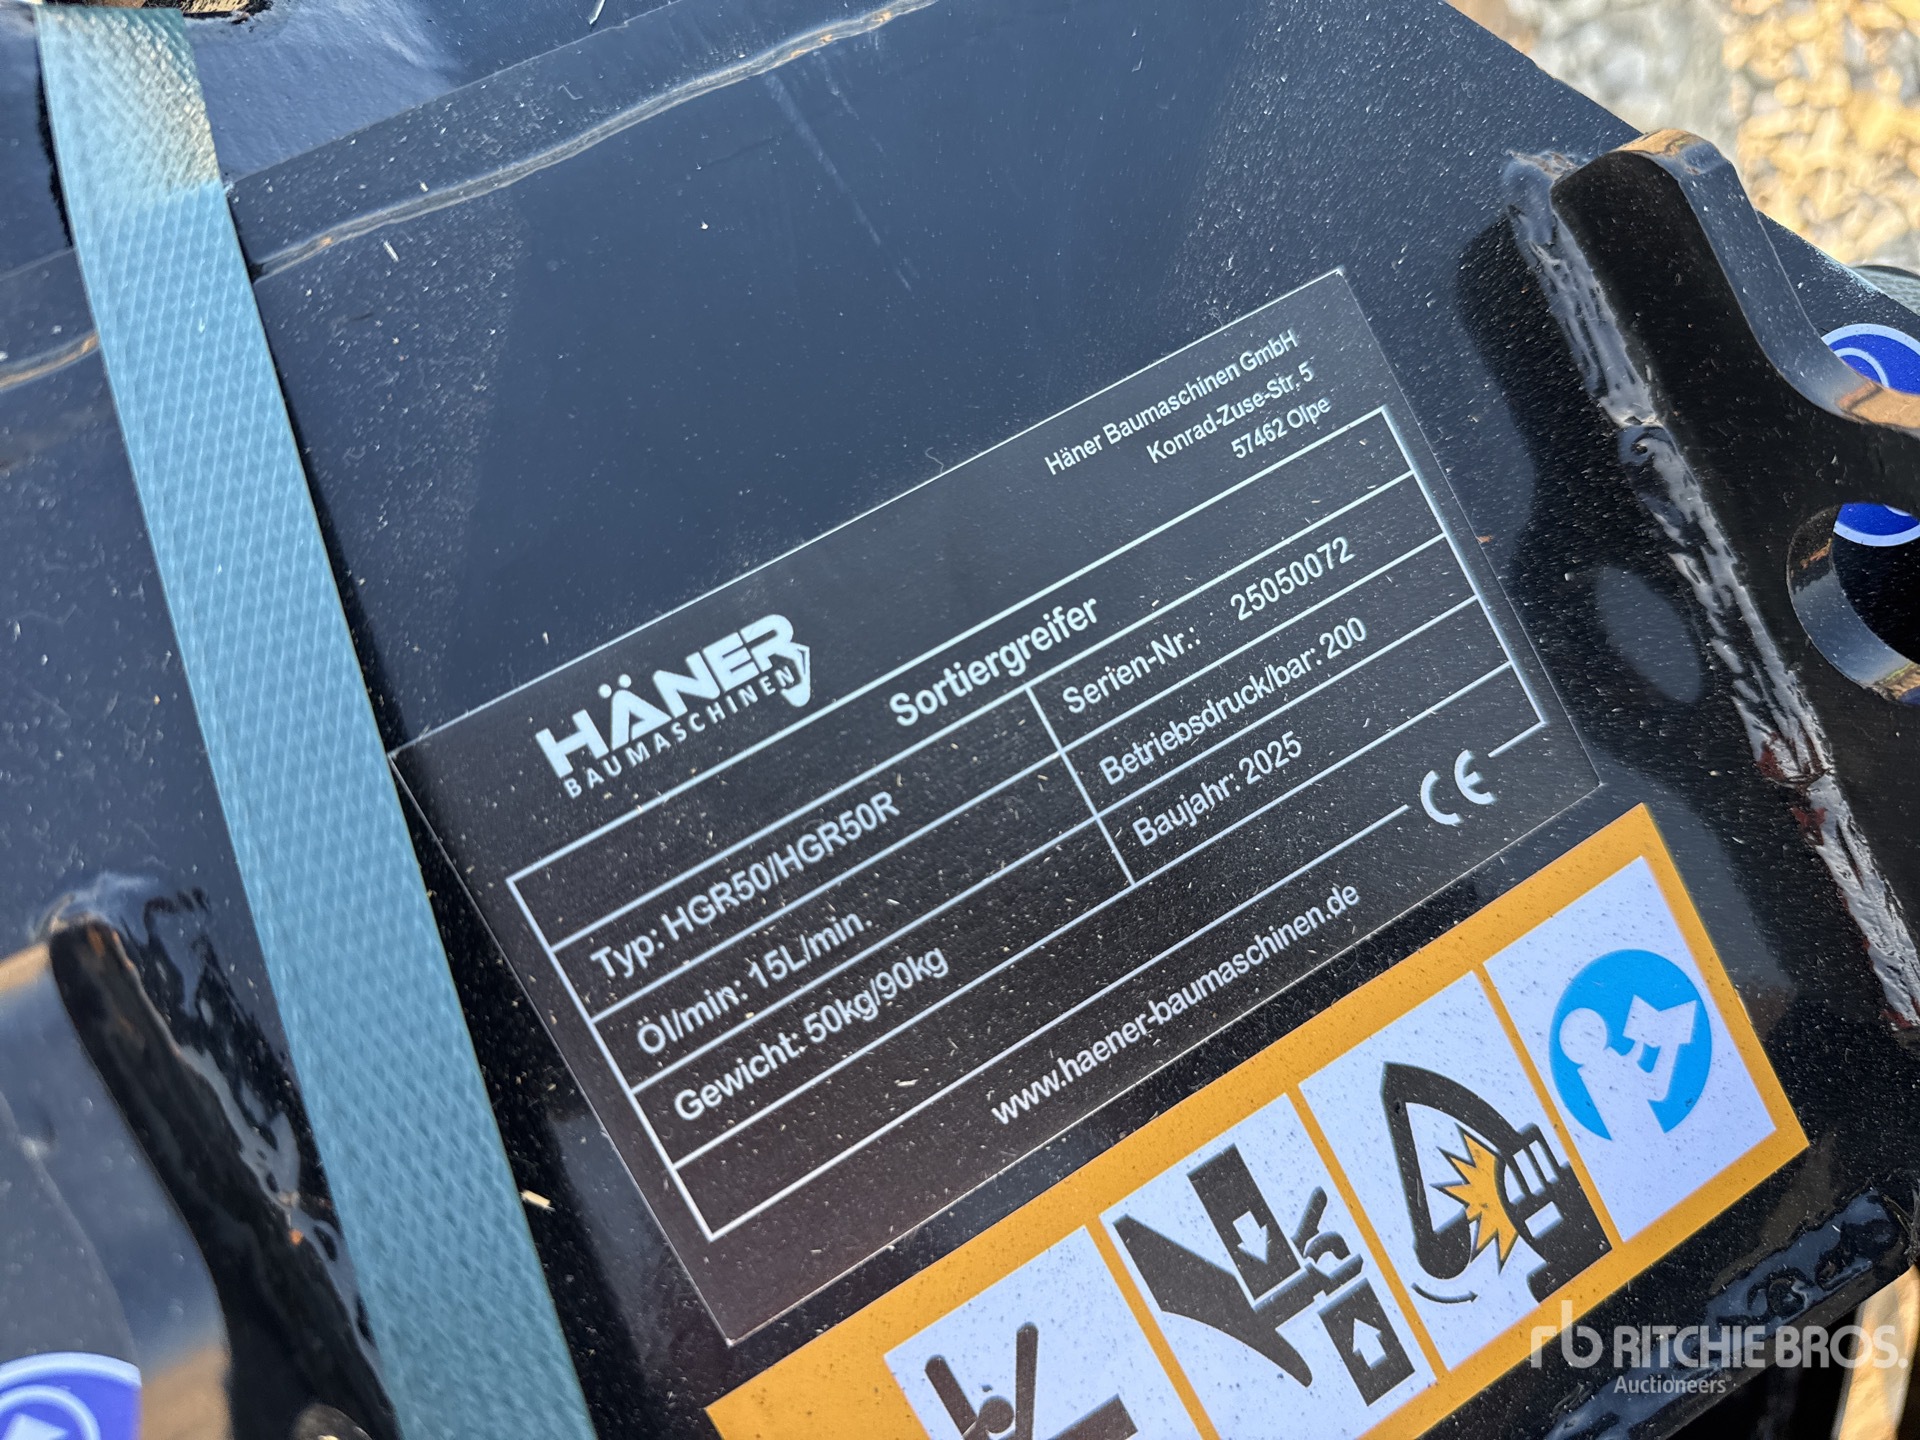 Häner Baumaschinen GmbH
Konrad-Zuse-Str. 5
57462 Olpe
HÄNER
BAUMASCHINEN
Sortiergreifer
Typ: HGR50/HGR50R
Serien-Nr.: 25050072
Öl/min: 15L/min.
Betriebsdruck/bar: 200
Gewicht: 50kg/90kg
Baujahr: 2025
CE
www.haener-baumaschinen.de
rb RITCHIE BROS.
Auctioneers